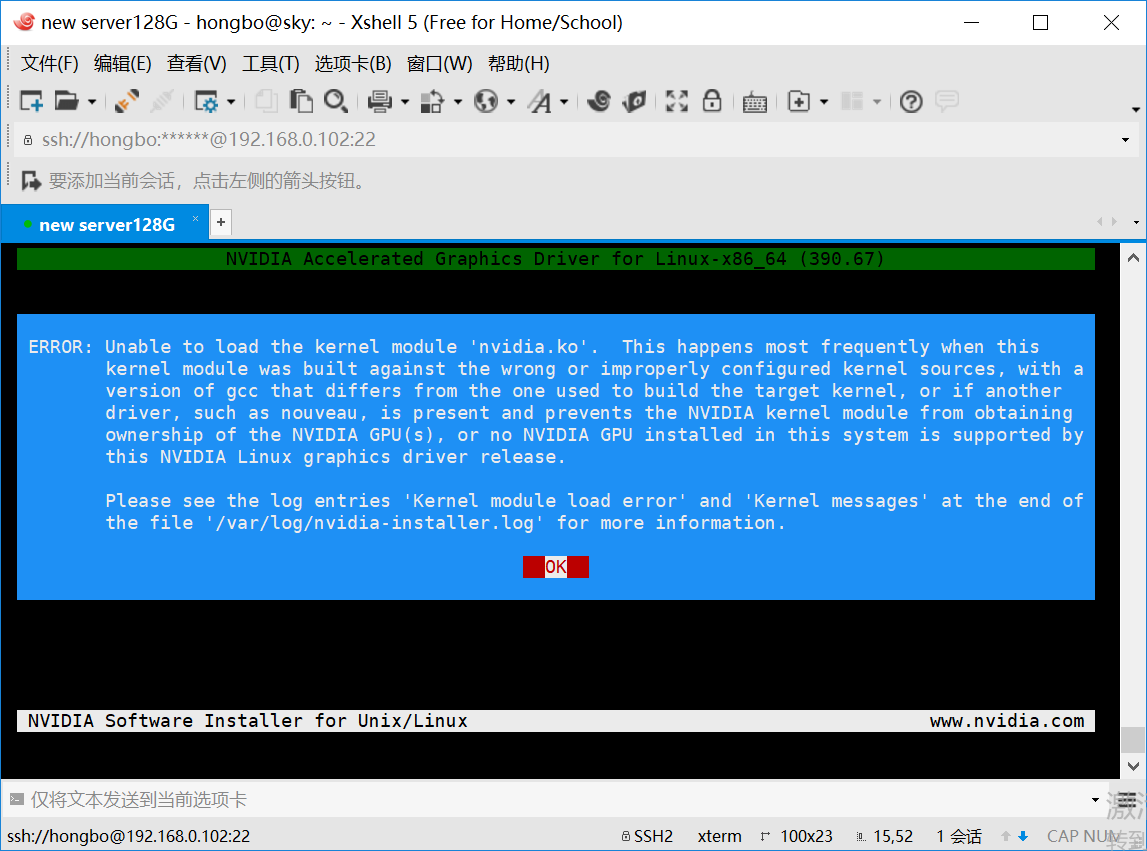 new server128G - hongbo@sky: ~ - Xshell 5 (Free for Home/School)
文件(F) 编辑(E) 查看(V) 工具(T) 选项卡(B) 窗口(W) 帮助(H)
ssh://hongbo:******@192.168.0.102:22
要添加当前会话，点击左侧的箭头按钮。
new server128G
NVIDIA Accelerated Graphics Driver for Linux-x86_64 (390.67)
ERROR: Unable to load the kernel module 'nvidia.ko'.  This happens most frequently when this
kernel module was built against the wrong or improperly configured kernel sources, with a
version of gcc that differs from the one used to build the target kernel, or if another
driver, such as nouveau, is present and prevents the NVIDIA kernel module from obtaining
ownership of the NVIDIA GPU(s), or no NVIDIA GPU installed in this system is supported by
this NVIDIA Linux graphics driver release.
Please see the log entries 'Kernel module load error' and 'Kernel messages' at the end of
the file '/var/log/nvidia-installer.log' for more information.
OK
NVIDIA Software Installer for Unix/Linux www.nvidia.com
仅将文本发送到当前选项卡
激
ssh://hongbo@192.168.0.102:22 SSH2 xterm 100x23 15,52 1 会话 CAP NUM
转到